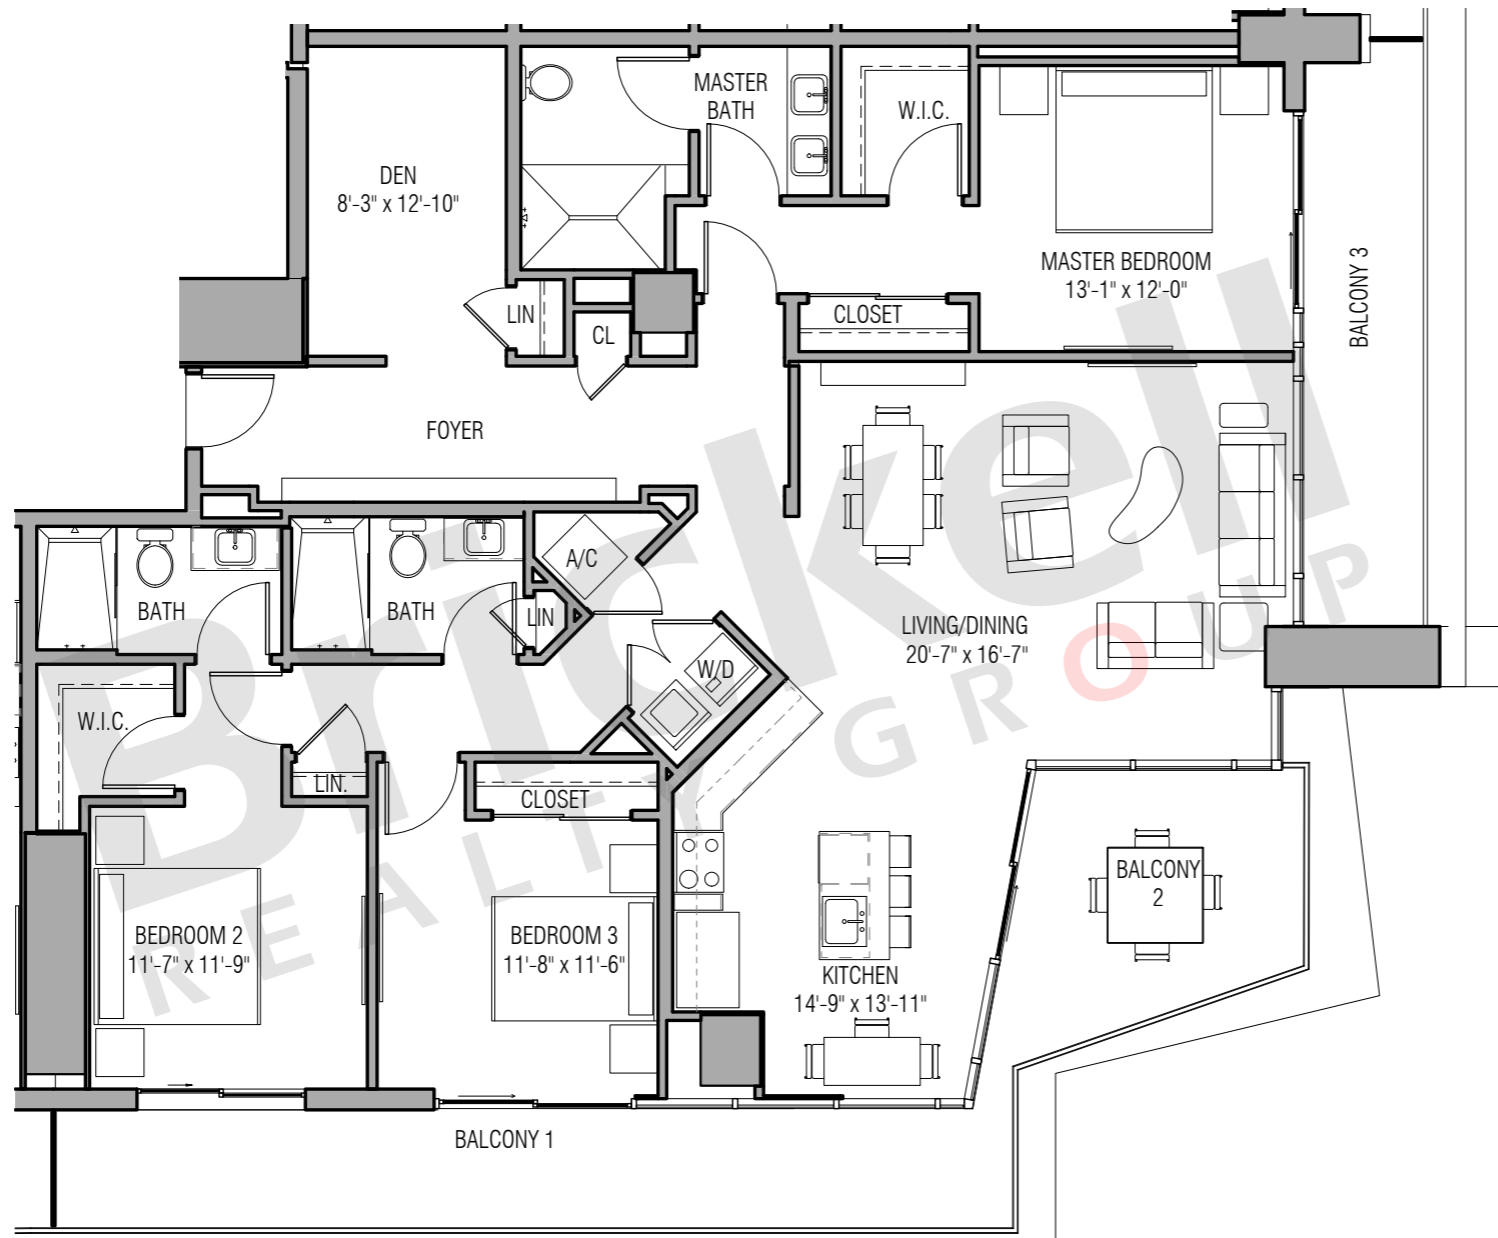 MASTER
BATH
W.I.C.
DEN
8'-3" x 12'-10"
MASTER BEDROOM
13'-1" x 12'-0"
BALCONY 3
LIN
CL
CLOSET
FOYER
BATH
BATH
LIN
A/C
W/D
LIVING/DINING
20'-7" x 16'-7"
W.I.C.
LIN.
CLOSET
BEDROOM 2
11'-7" x 11'-9"
BEDROOM 3
11'-8" x 11'-6"
KITCHEN
14'-9" x 13'-11"
BALCONY
2
BALCONY 1
Brickell
REALTY GROUP